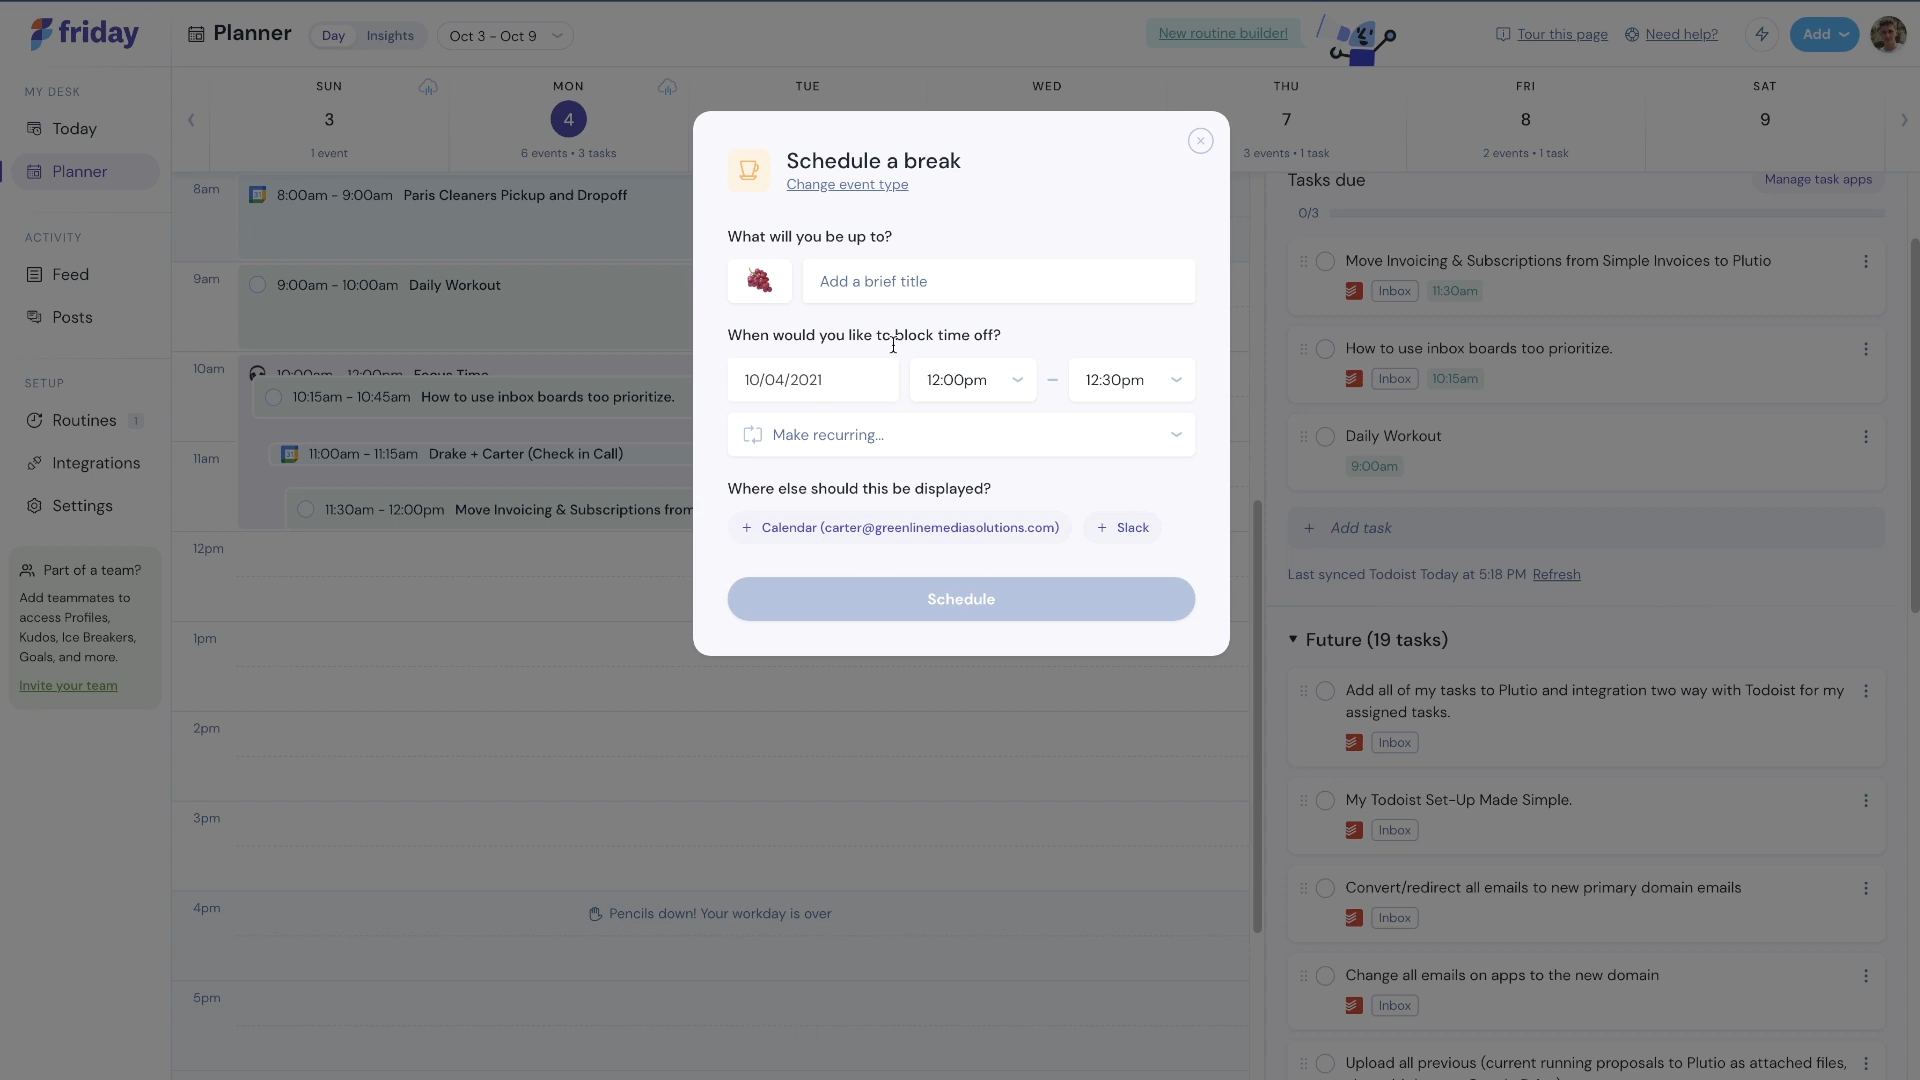 friday
Planner
Day
Insights
Oct 3 - Oct 9
New routine builder!
Tour this page
Need help?
Add
MY DESK
Today
Planner
ACTIVITY
Feed
Posts
SETUP
Routines 1
Integrations
Settings
Part of a team?
Add teammates to
access Profiles,
Kudos, Ice Breakers,
Goals, and more.
Invite your team
SUN
3
1 event
MON
4
6 events • 3 tasks
TUE
WED
THU
7
3 events • 1 task
FRI
8
2 events • 1 task
SAT
9
8am
8:00am - 9:00am Paris Cleaners Pickup and Dropoff
9am
9:00am - 10:00am Daily Workout
10am
10:00am - 12:00pm Focus Time
10:15am - 10:45am How to use inbox boards too prioritize.
11am
11:00am - 11:15am Drake + Carter (Check in Call)
11:30am - 12:00pm Move Invoicing & Subscriptions from
12pm
1pm
2pm
3pm
4pm
Pencils down! Your workday is over
5pm
Schedule a break
Change event type
What will you be up to?
Add a brief title
When would you like to block time off?
10/04/2021
12:00pm – 12:30pm
Make recurring...
Where else should this be displayed?
+ Calendar (carter@greenlinemediasolutions.com)
+ Slack
Schedule
Tasks due
Manage task apps
0/3
Move Invoicing & Subscriptions from Simple Invoices to Plutio
Inbox 11:30am
How to use inbox boards too prioritize.
Inbox 10:15am
Daily Workout
9:00am
+ Add task
Last synced Todoist Today at 5:18 PM Refresh
Future (19 tasks)
Add all of my tasks to Plutio and integration two way with Todoist for my
assigned tasks.
Inbox
My Todoist Set-Up Made Simple.
Inbox
Convert/redirect all emails to new primary domain emails
Inbox
Change all emails on apps to the new domain
Inbox
Upload all previous (current running proposals to Plutio as attached files,